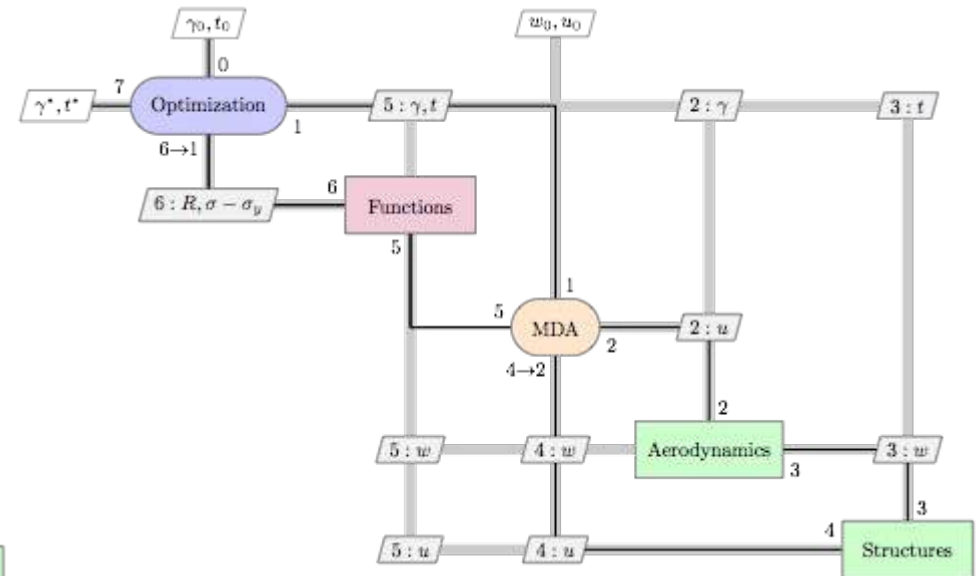 γ₀, t₀
w₀, u₀
0
7
γ*, t*
Optimization
5 : γ, t
2 : γ
3 : t
1
6→1
6 : R, σ − σ_y
6
Functions
5
1
5
MDA
2 : u
2
4→2
2
5 : w
4 : w
Aerodynamics
3 : w
3
3
5 : u
4 : u
4
Structures